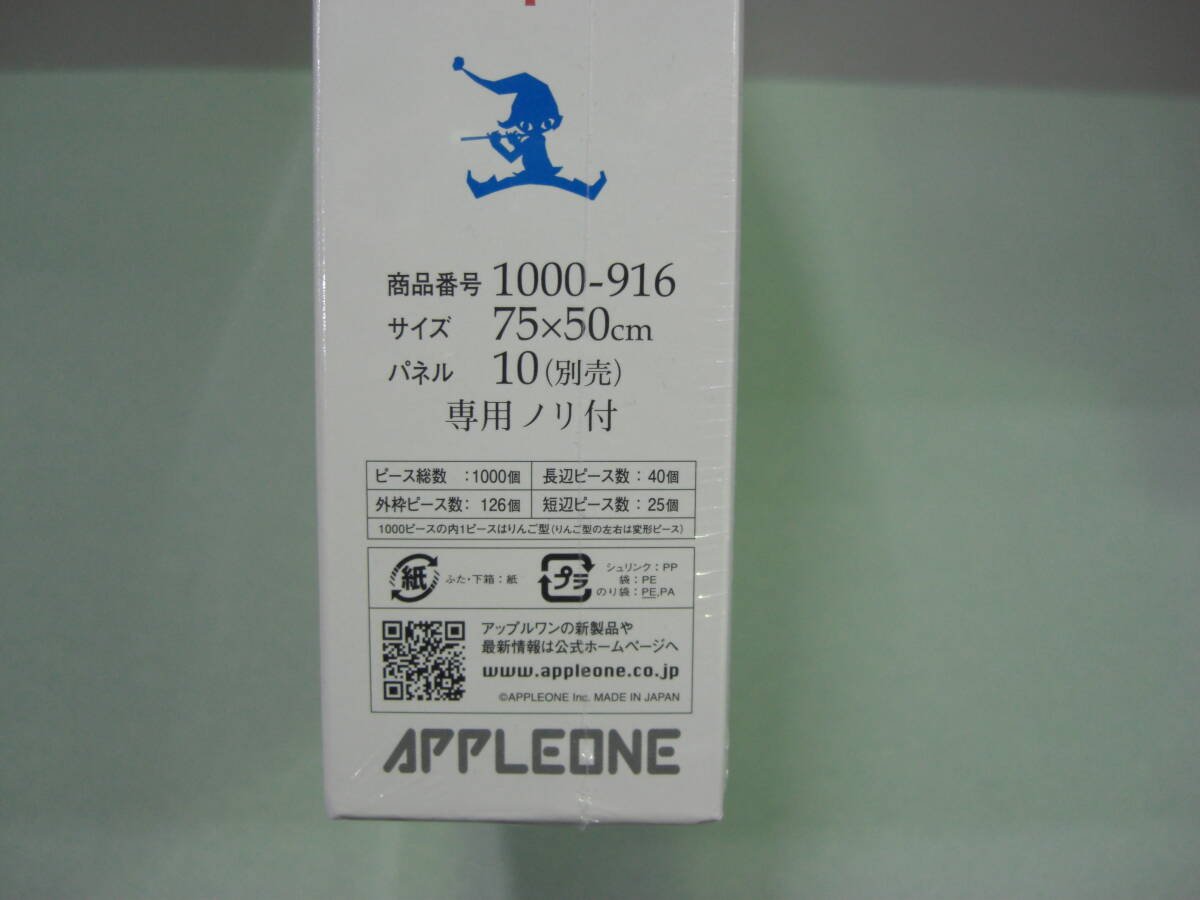 商品番号 1000-916
サイズ 75×50cm
パネル 10(別売)
専用ノリ付
ピース総数 :1000個 長辺ピース数: 40個
外枠ピース数: 126個 短辺ピース数: 25個
1000ピースの内1ピースはりんご型(りんご型の左右は変形ピース)
紙 ふた・下箱:紙
プラ シュリンク:PP
袋:PE
のり袋:PE,PA
アップルワンの新製品や
最新情報は公式ホームページへ
www.appleone.co.jp
©APPLEONE Inc. MADE IN JAPAN
APPLEONE